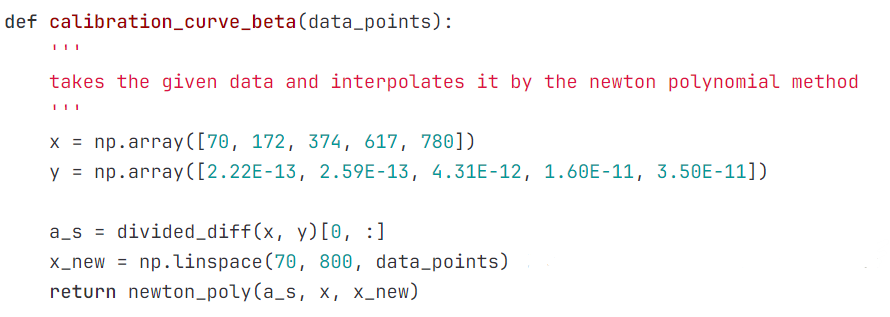 def calibration_curve_beta(data_points):
    '''
    takes the given data and interpolates it by the newton polynomial method
    '''
    x = np.array([70, 172, 374, 617, 780])
    y = np.array([2.22E-13, 2.59E-13, 4.31E-12, 1.60E-11, 3.50E-11])

    a_s = divided_diff(x, y)[0, :]
    x_new = np.linspace(70, 800, data_points)
    return newton_poly(a_s, x, x_new)